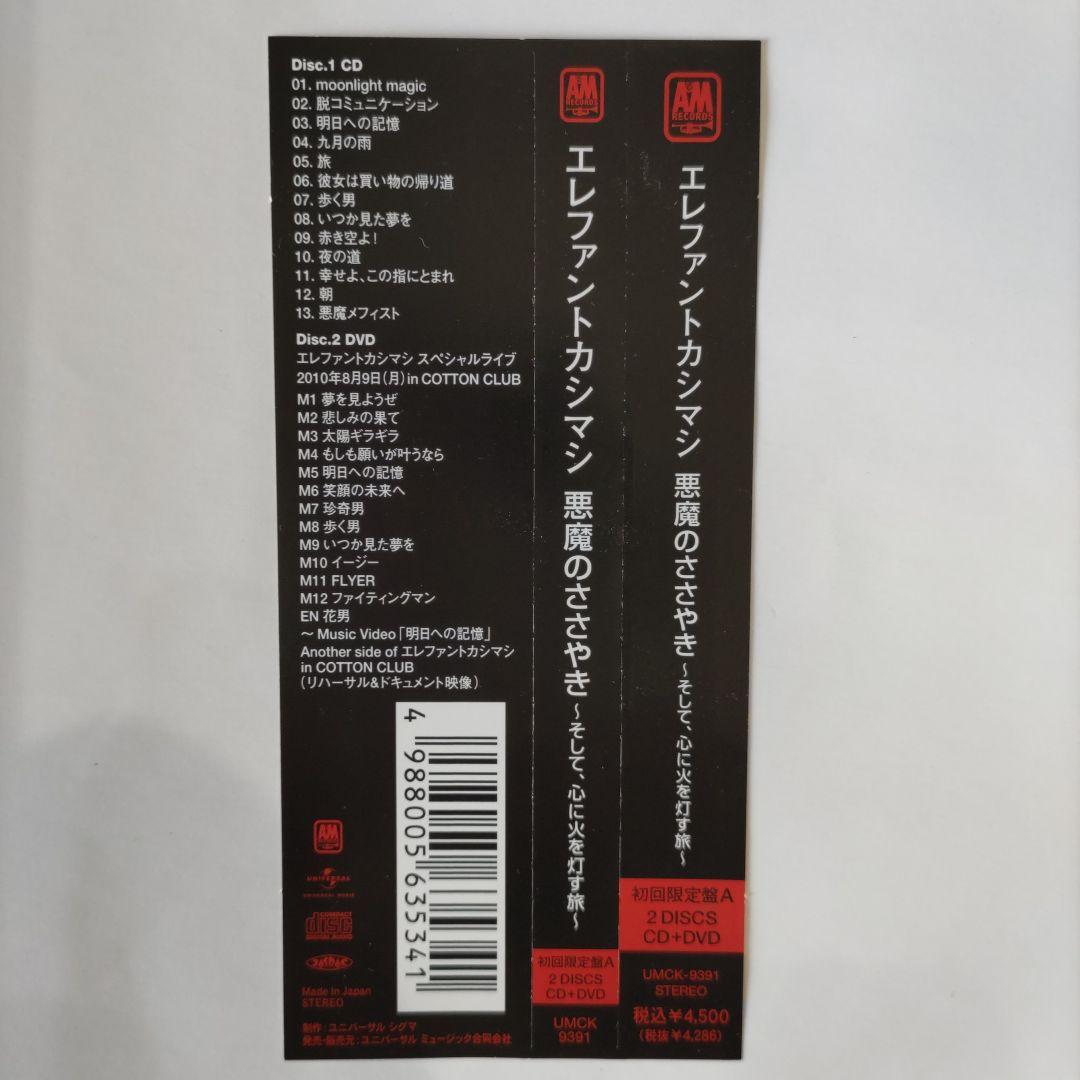 Disc.1 CD
01. moonlight magic
02. 脱コミュニケーション
03. 明日への記憶
04. 九月の雨
05. 旅
06. 彼女は買い物の帰り道
07. 歩く男
08. いつか見た夢を
09. 赤き空よ!
10. 夜の道
11. 幸せよ、この指にとまれ
12. 朝
13. 悪魔メフィスト
Disc.2 DVD
エレファントカシマシ スペシャルライブ
2010年8月9日(月) in COTTON CLUB
M1 夢を見ようぜ
M2 悲しみの果て
M3 太陽ギラギラ
M4 もしも願いが叶うなら
M5 明日への記憶
M6 笑顔の未来へ
M7 珍奇男
M8 歩く男
M9 いつか見た夢を
M10 イージー
M11 FLYER
M12 ファイティングマン
EN 花男
〜 Music Video「明日への記憶」
Another side of エレファントカシマシ
in COTTON CLUB
(リハーサル&ドキュメント映像)
4 988005 635341
A&M
UNIVERSAL
UNIVERSAL MUSIC
COMPACT
disc
DIGITAL AUDIO
Made in Japan
STEREO
制作:ユニバーサル シグマ
発売・販売元:ユニバーサル ミュージック合同会社
A&M
RECORDS
エレファントカシマシ 悪魔のささやき 〜そして、心に火を灯す旅〜
初回限定盤A
2 DISCS
CD+DVD
UMCK
9391
A&M
RECORDS
エレファントカシマシ 悪魔のささやき 〜そして、心に火を灯す旅〜
初回限定盤A
2 DISCS
CD+DVD
UMCK-9391
STEREO
税込¥4,500
(税抜¥4,286)